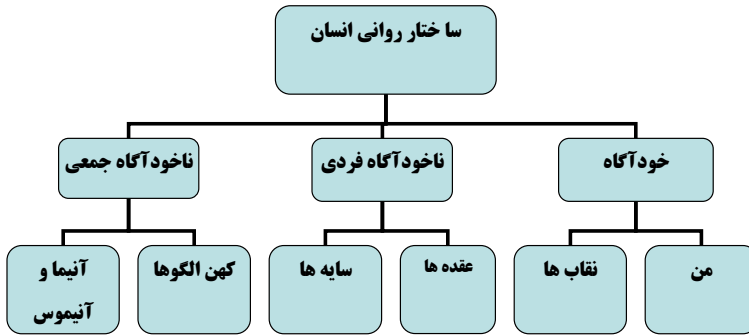 سا ختار روانی انسان
خودآگاه
ناخودآگاه فردی
ناخودآگاه جمعی
من
نقاب ها
عقده ها
سایه ها
کهن الگوها
آنیما و
آنیموس